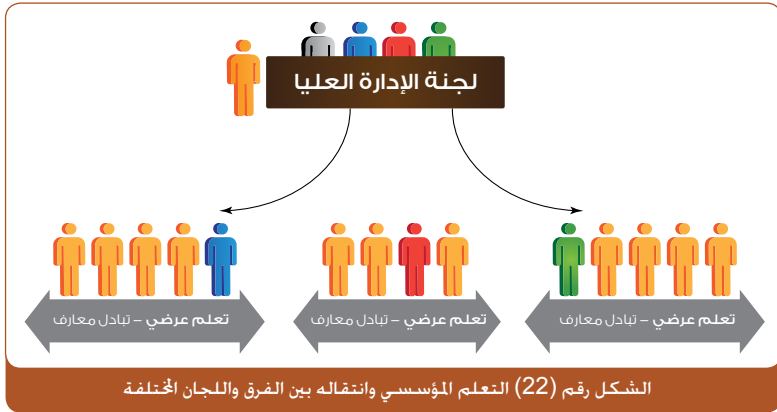 لجنة الإدارة العليا
تعلم عرضي – تبادل معارف
تعلم عرضي – تبادل معارف
تعلم عرضي – تبادل معارف
الشكل رقم (22) التعلم المؤسسي وانتقاله بين الفرق واللجان المختلفة